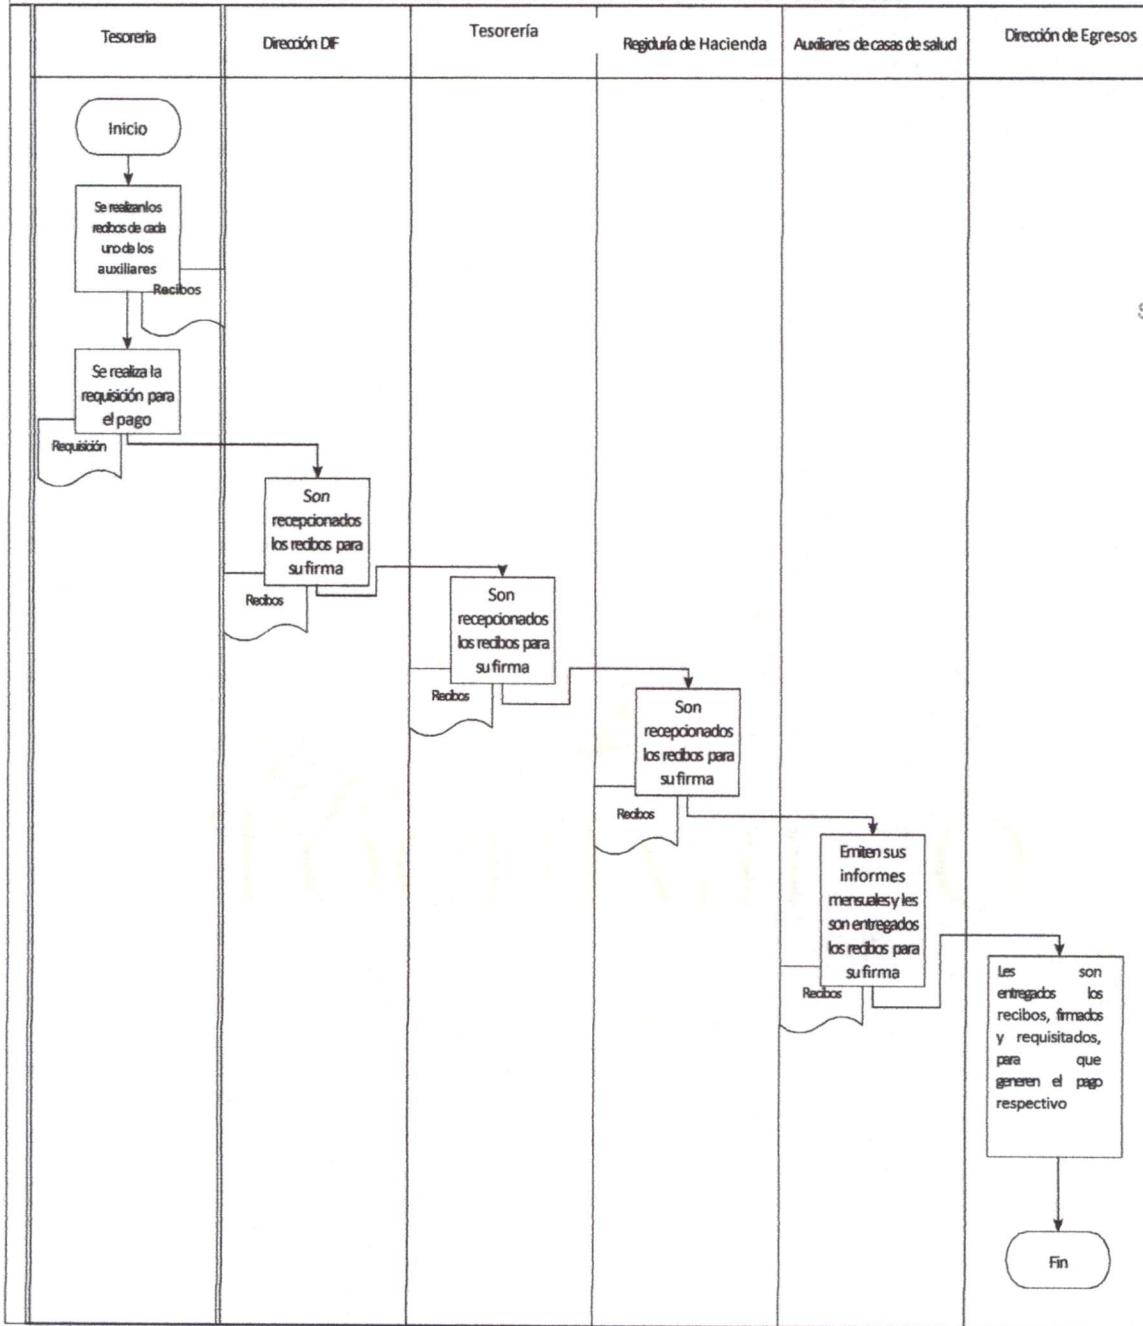 Tesoreria
Dirección DIF
Tesorería
Regiduría de Hacienda
Auxiliares de casas de salud
Dirección de Egresos
Inicio
Se realizan los
recibos de cada
uno de los
auxiliares
Recibos
Se realiza la
requisición para
el pago
Requisición
Son
recepcionados
los recibos para
su firma
Recibos
Son
recepcionados
los recibos para
su firma
Recibos
Son
recepcionados
los recibos para
su firma
Recibos
Emiten sus
informes
mensuales y les
son entregados
los recibos para
su firma
Recibos
Les son
entregados los
recibos, firmados
y requisitados,
para que
generen el pago
respectivo
Fin